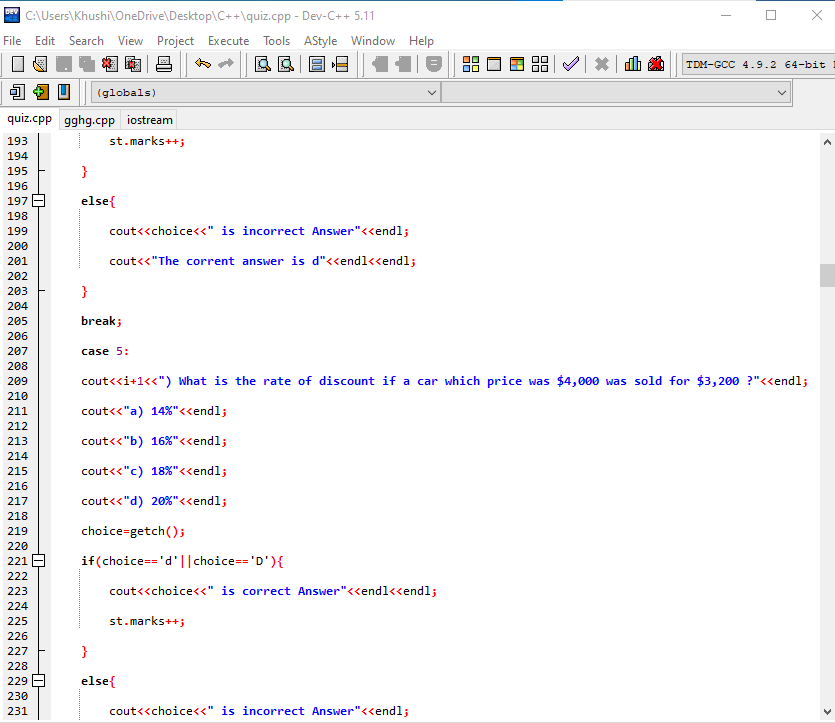 C:\Users\Khushi\OneDrive\Desktop\C++\quiz.cpp - Dev-C++ 5.11
File Edit Search View Project Execute Tools AStyle Window Help
TDM-GCC 4.9.2 64-bit
(globals)
quiz.cpp gghg.cpp iostream
193 st.marks++;
194
195 }
196
197 else{
198
199 cout<<choice<<" is incorrect Answer"<<endl;
200
201 cout<<"The corrent answer is d"<<endl<<endl;
202
203 }
204
205 break;
206
207 case 5:
208
209 cout<<i+1<<") What is the rate of discount if a car which price was $4,000 was sold for $3,200 ?"<<endl;
210
211 cout<<"a) 14%"<<endl;
212
213 cout<<"b) 16%"<<endl;
214
215 cout<<"c) 18%"<<endl;
216
217 cout<<"d) 20%"<<endl;
218
219 choice=getch();
220
221 if(choice=='d'||choice=='D'){
222
223 cout<<choice<<" is correct Answer"<<endl<<endl;
224
225 st.marks++;
226
227 }
228
229 else{
230
231 cout<<choice<<" is incorrect Answer"<<endl;